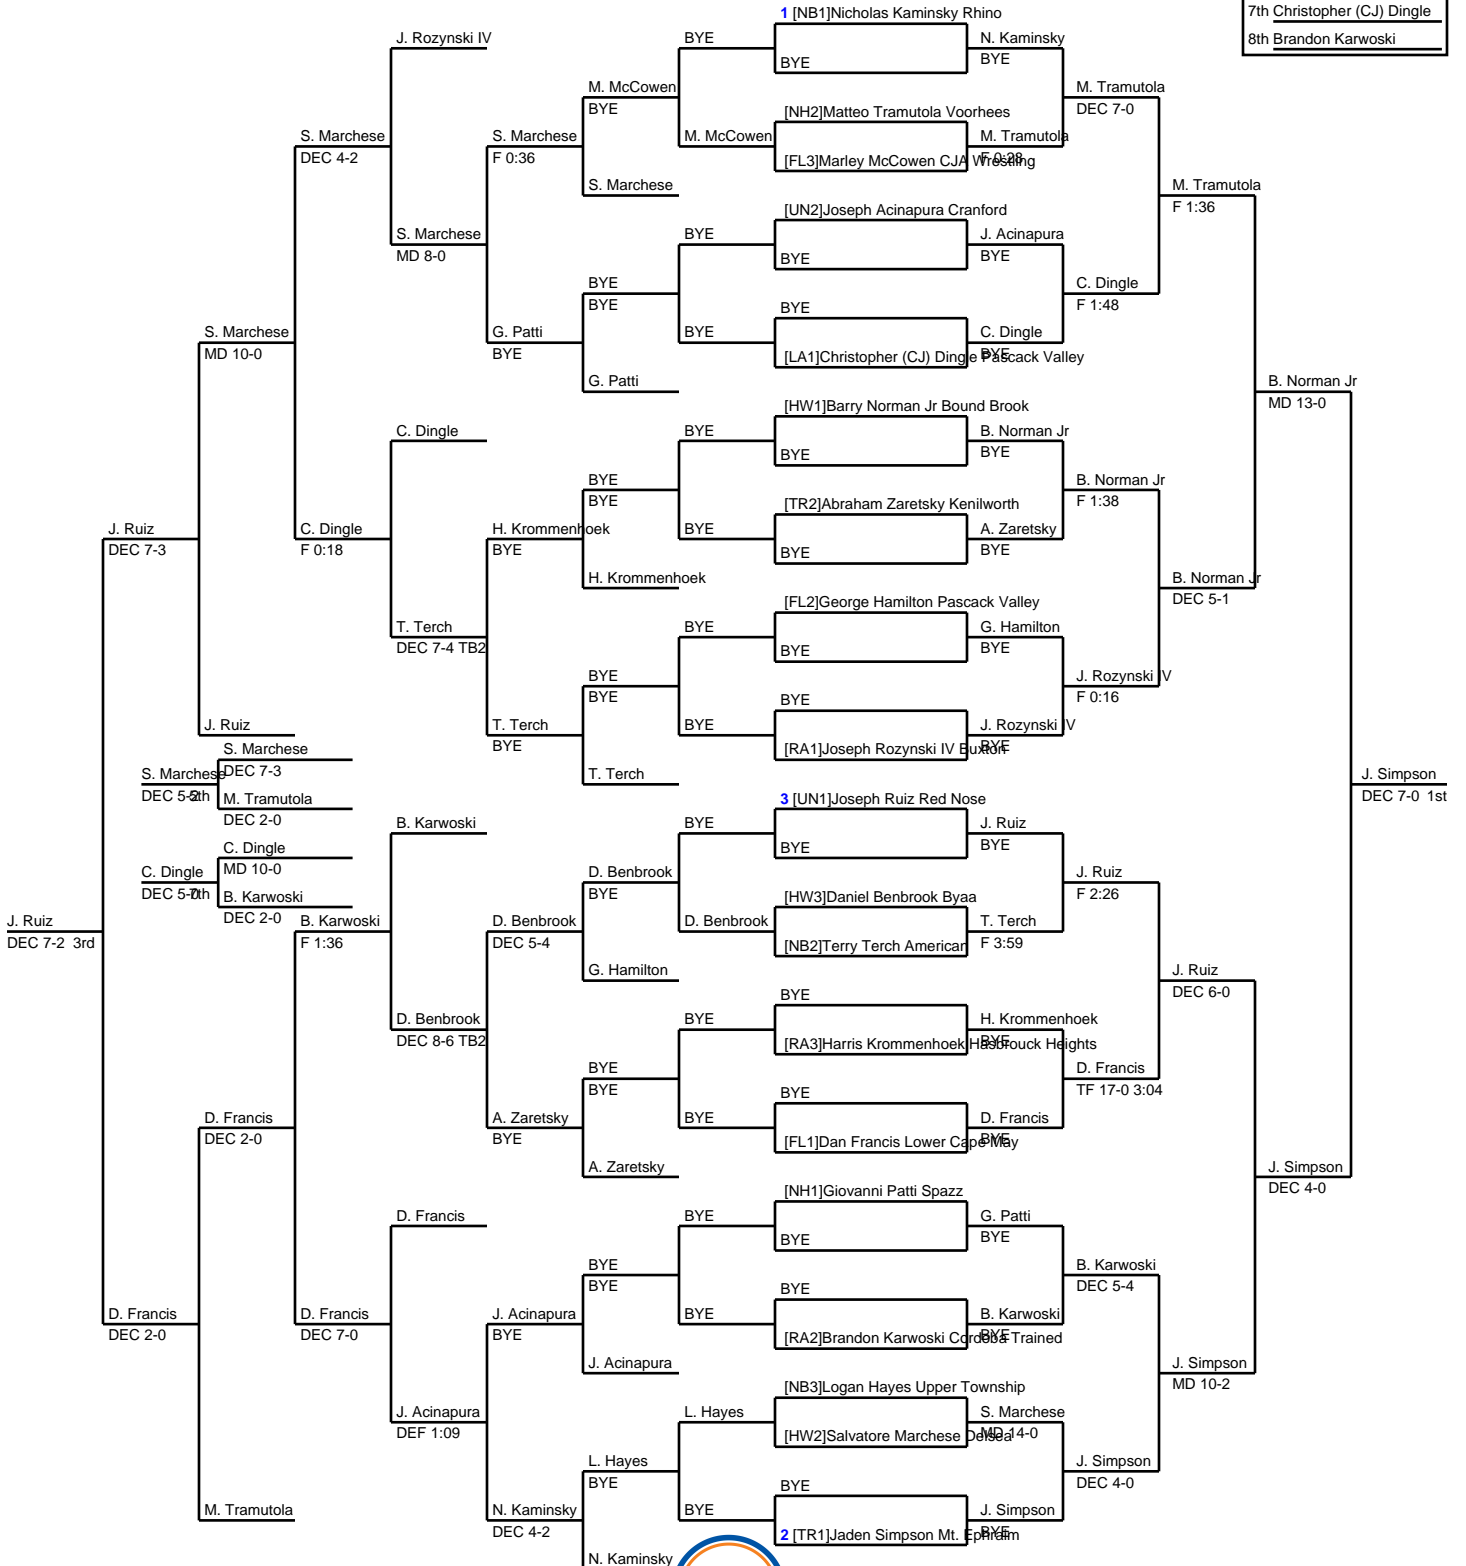 1 [NB1]Nicholas Kaminsky Rhino
7th Christopher (CJ) Dingle
8th Brandon Karwoski
J. Rozynski IV
BYE
BYE
N. Kaminsky
BYE
M. McCowen
BYE
M. Tramutola
DEC 7-0
[NH2]Matteo Tramutola Voorhees
S. Marchese
DEC 4-2
S. Marchese
F 0:36
M. McCowen
M. Tramutola
F 0:28
[FL3]Marley McCowen CJA Wrestling
S. Marchese
M. Tramutola
F 1:36
[UN2]Joseph Acinapura Cranford
S. Marchese
MD 8-0
BYE
BYE
J. Acinapura
BYE
BYE
BYE
C. Dingle
F 1:48
BYE
S. Marchese
MD 10-0
G. Patti
BYE
BYE
C. Dingle
BYE
[LA1]Christopher (CJ) Dingle Pascack Valley
G. Patti
B. Norman Jr
MD 13-0
[HW1]Barry Norman Jr Bound Brook
C. Dingle
BYE
BYE
B. Norman Jr
BYE
BYE
BYE
B. Norman Jr
F 1:38
[TR2]Abraham Zaretsky Kenilworth
J. Ruiz
DEC 7-3
C. Dingle
F 0:18
H. Krommenhoek
BYE
BYE
BYE
A. Zaretsky
BYE
H. Krommenhoek
B. Norman Jr
DEC 5-1
[FL2]George Hamilton Pascack Valley
T. Terch
DEC 7-4 TB2
BYE
BYE
G. Hamilton
BYE
BYE
BYE
J. Rozynski IV
F 0:16
BYE
J. Ruiz
T. Terch
BYE
BYE
J. Rozynski IV
BYE
[RA1]Joseph Rozynski IV Buxton
S. Marchese
DEC 7-3
S. Marchese
DEC 5-2 5th
T. Terch
J. Simpson
DEC 7-0 1st
M. Tramutola
DEC 2-0
3 [UN1]Joseph Ruiz Red Nose
B. Karwoski
BYE
BYE
J. Ruiz
BYE
C. Dingle
MD 10-0
C. Dingle
DEC 5-0 7th
D. Benbrook
BYE
J. Ruiz
F 2:26
B. Karwoski
DEC 2-0
[HW3]Daniel Benbrook Byaa
J. Ruiz
DEC 7-2 3rd
B. Karwoski
F 1:36
D. Benbrook
DEC 5-4
D. Benbrook
T. Terch
F 3:59
[NB2]Terry Terch American
G. Hamilton
J. Ruiz
DEC 6-0
BYE
D. Benbrook
DEC 8-6 TB2
BYE
H. Krommenhoek
BYE
[RA3]Harris Krommenhoek Hasbrouck Heights
BYE
BYE
D. Francis
TF 17-0 3:04
BYE
D. Francis
DEC 2-0
A. Zaretsky
BYE
BYE
D. Francis
BYE
[FL1]Dan Francis Lower Cape May
A. Zaretsky
J. Simpson
DEC 4-0
[NH1]Giovanni Patti Spazz
D. Francis
BYE
BYE
G. Patti
BYE
BYE
BYE
B. Karwoski
DEC 5-4
BYE
D. Francis
DEC 2-0
D. Francis
DEC 7-0
J. Acinapura
BYE
BYE
B. Karwoski
BYE
[RA2]Brandon Karwoski Cordoba Trained
J. Acinapura
J. Simpson
MD 10-2
[NB3]Logan Hayes Upper Township
J. Acinapura
DEF 1:09
L. Hayes
S. Marchese
MD 14-0
[HW2]Salvatore Marchese Delsea
L. Hayes
BYE
J. Simpson
DEC 4-0
BYE
M. Tramutola
N. Kaminsky
DEC 4-2
BYE
J. Simpson
BYE
2 [TR1]Jaden Simpson Mt. Ephraim
N. Kaminsky